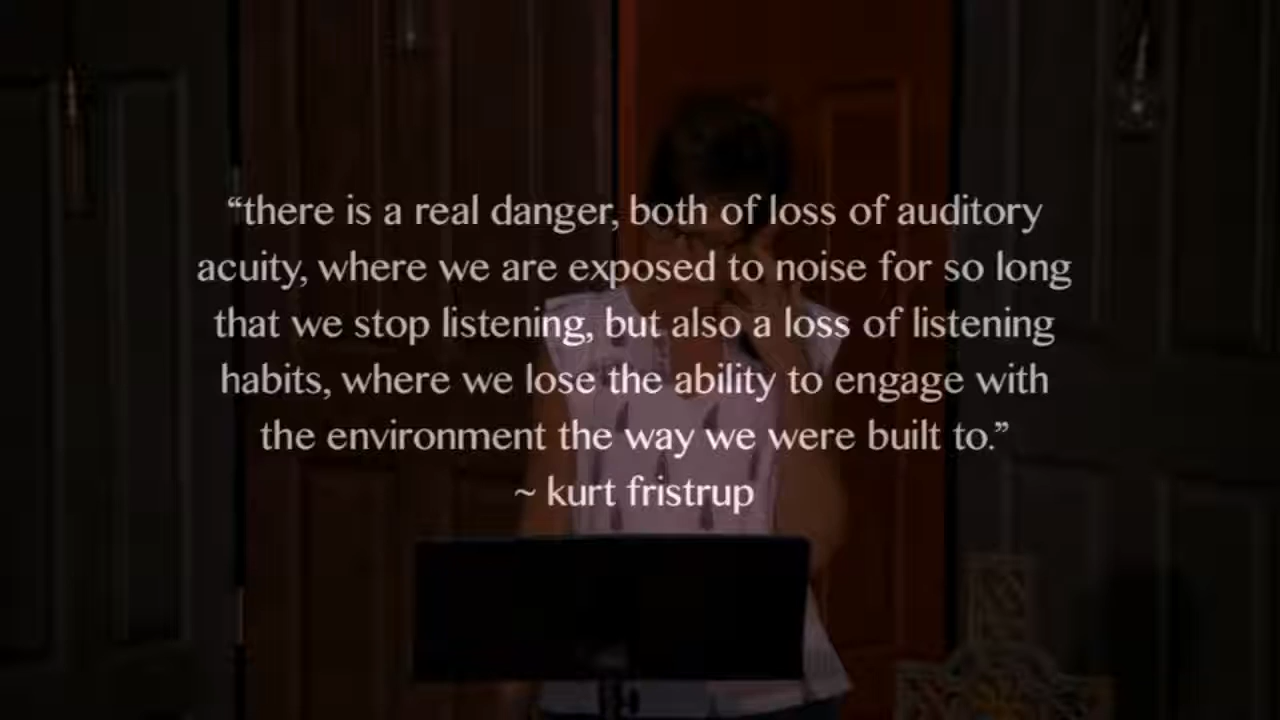 “there is a real danger, both of loss of auditory
acuity, where we are exposed to noise for so long
that we stop listening, but also a loss of listening
habits, where we lose the ability to engage with
the environment the way we were built to.”
~ kurt fristrup